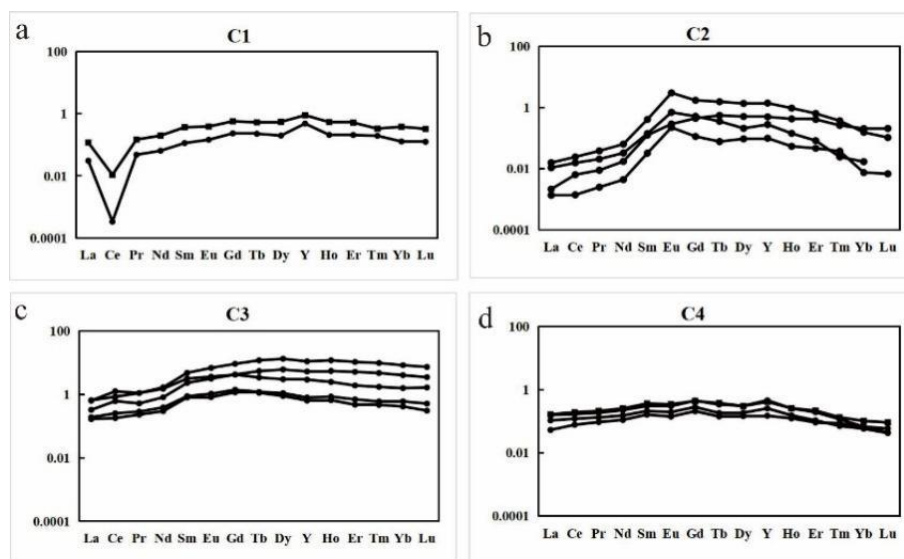 a
C1
100
1
0.01
0.0001
La Ce Pr Nd Sm Eu Gd Tb Dy Y Ho Er Tm Yb Lu
b
C2
100
1
0.01
0.0001
La Ce Pr Nd Sm Eu Gd Tb Dy Y Ho Er Tm Yb Lu
c
C3
100
1
0.01
0.0001
La Ce Pr Nd Sm Eu Gd Tb Dy Y Ho Er Tm Yb Lu
d
C4
100
1
0.01
0.0001
La Ce Pr Nd Sm Eu Gd Tb Dy Y Ho Er Tm Yb Lu